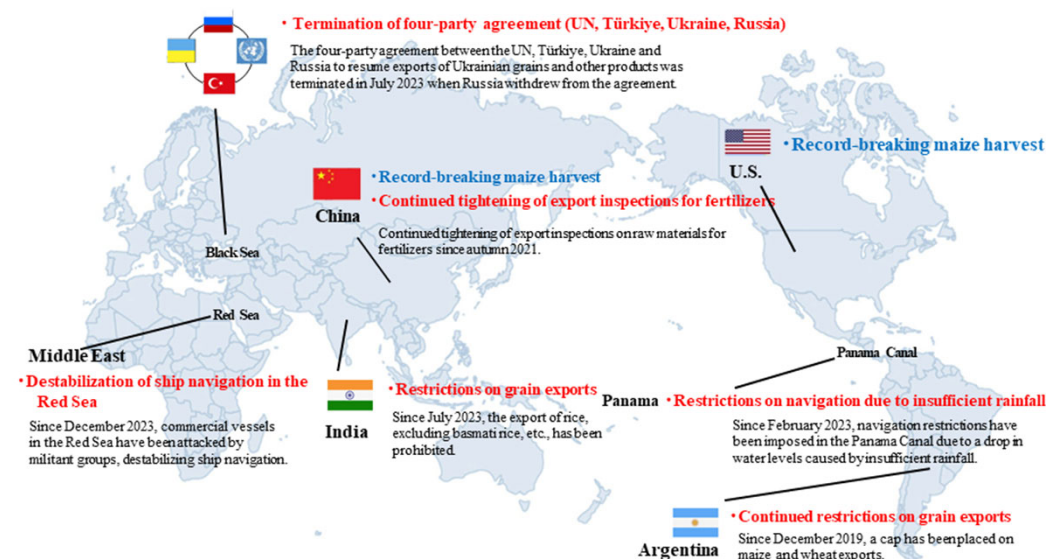 ・Termination of four-party agreement (UN, Türkiye, Ukraine, Russia)
The four-party agreement between the UN, Türkiye, Ukraine and
Russia to resume exports of Ukrainian grains and other products was
terminated in July 2023 when Russia withdrew from the agreement.
Black Sea
China
・Record-breaking maize harvest
・Continued tightening of export inspections for fertilizers
Continued tightening of export inspections on raw materials for
fertilizers since autumn 2021.
U.S.
・Record-breaking maize harvest
Red Sea
Middle East
・Destabilization of ship navigation in the
Red Sea
Since December 2023, commercial vessels
in the Red Sea have been attacked by
militant groups, destabilizing ship navigation.
India
・Restrictions on grain exports
Since July 2023, the export of rice,
excluding basmati rice, etc., has been
prohibited.
Panama Canal
Panama
・Restrictions on navigation due to insufficient rainfall
Since February 2023, navigation restrictions have
been imposed in the Panama Canal due to a drop in
water levels caused by insufficient rainfall.
Argentina
・Continued restrictions on grain exports
Since December 2019, a cap has been placed on
maize and wheat exports.